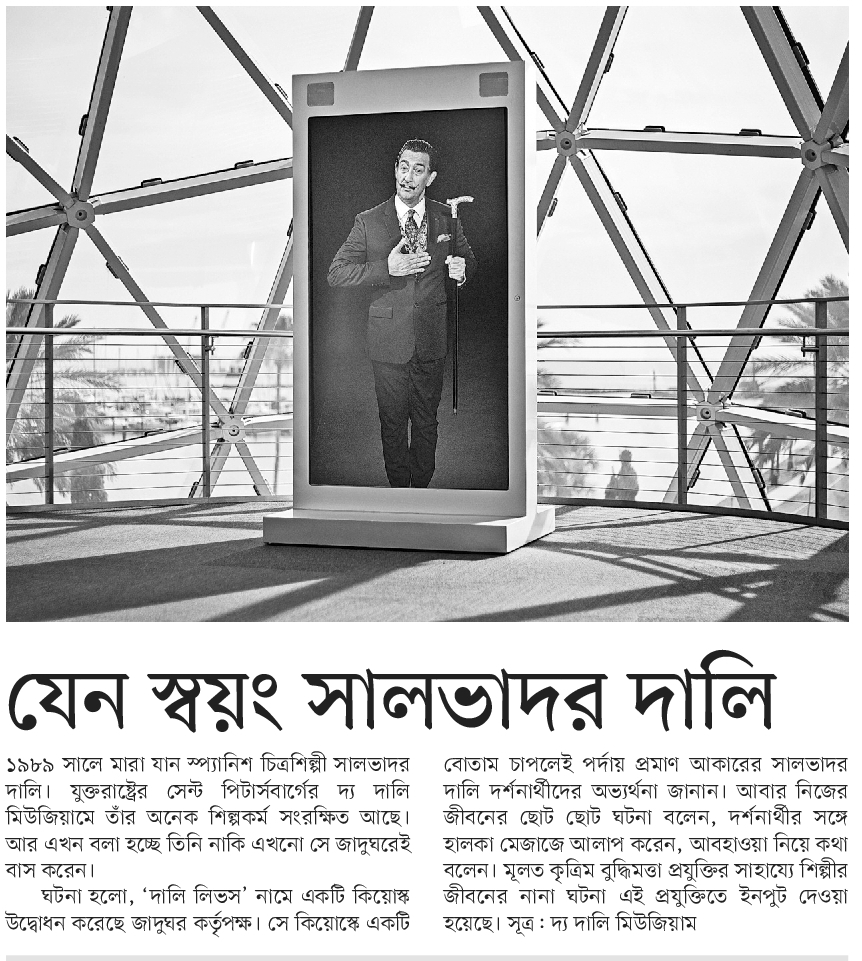 যেন স্বয়ং সালভাদর দালি
১৯৮৯ সালে মারা যান স্প্যানিশ চিত্রশিল্পী সালভাদর
দালি। যুক্তরাষ্ট্রের সেন্ট পিটার্সবার্গের দ্য দালি
মিউজিয়ামে তাঁর অনেক শিল্পকর্ম সংরক্ষিত আছে।
আর এখন বলা হচ্ছে তিনি নাকি এখনো সে জাদুঘরেই
বাস করেন।
ঘটনা হলো, ‘দালি লিভস’ নামে একটি কিয়োস্ক
উদ্বোধন করেছে জাদুঘর কর্তৃপক্ষ। সে কিয়োস্কে একটি
বোতাম চাপলেই পর্দায় প্রমাণ আকারের সালভাদর
দালি দর্শনার্থীদের অভ্যর্থনা জানান। আবার নিজের
জীবনের ছোট ছোট ঘটনা বলেন, দর্শনার্থীর সঙ্গে
হালকা মেজাজে আলাপ করেন, আবহাওয়া নিয়ে কথা
বলেন। মূলত কৃত্রিম বুদ্ধিমত্তা প্রযুক্তির সাহায্যে শিল্পীর
জীবনের নানা ঘটনা এই প্রযুক্তিতে ইনপুট দেওয়া
হয়েছে। সূত্র : দ্য দালি মিউজিয়াম